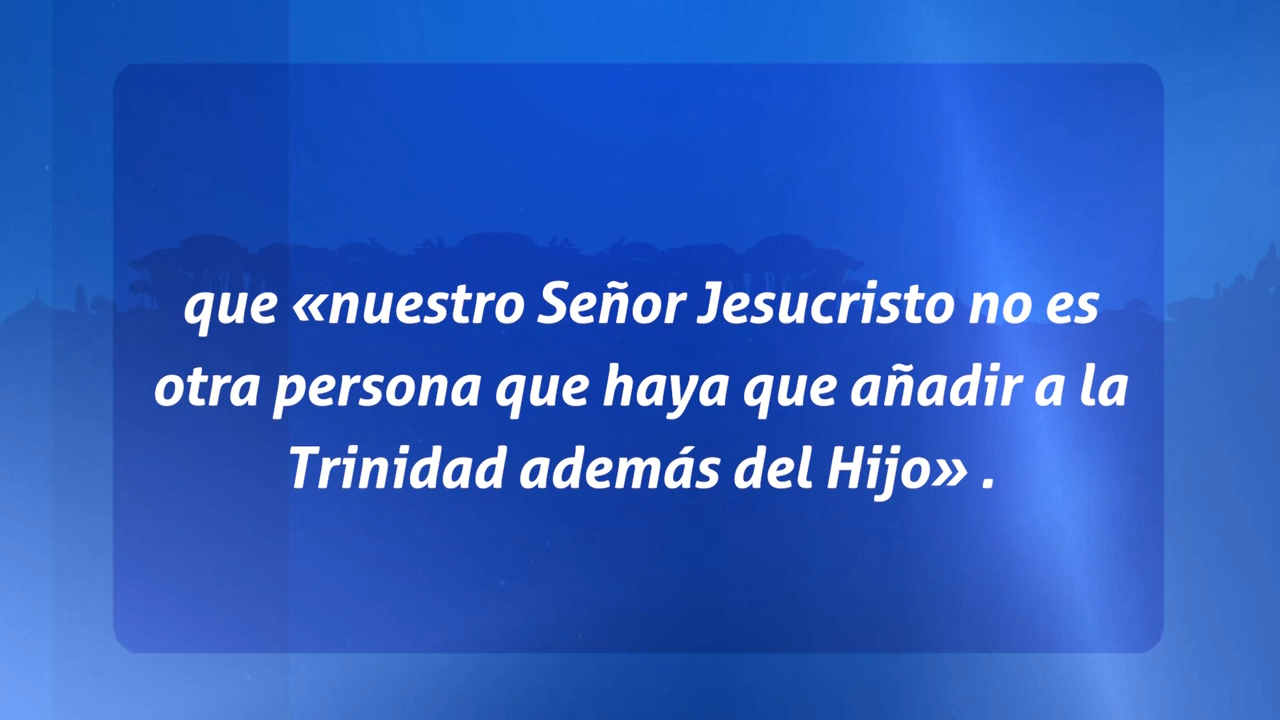 que «nuestro Señor Jesucristo no es
otra persona que haya que añadir a la
Trinidad además del Hijo» .